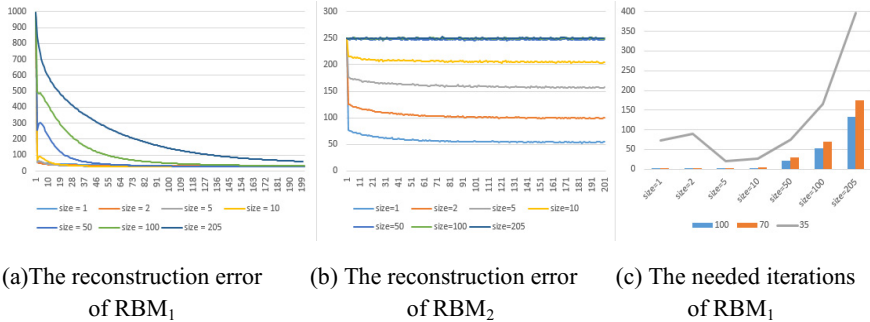 1000
900
800
700
600
500
400
300
200
100
0
1 10 19 28 37 46 55 64 73 82 91 100 109 118 127 136 145 154 163 172 181 190 199
size = 1 size = 2 size = 5 size = 10
size = 50 size = 100 size = 205
(a)The reconstruction error
of RBM1
300
250
200
150
100
50
0
1 11 21 31 41 51 61 71 81 91 101 111 121 131 141 151 161 171 181 191 201
size=1 size=2 size=5 size=10
size=50 size=100 size=205
(b) The reconstruction error
of RBM2
400
350
300
250
200
150
100
50
0
size=1 size=2 size=5 size=10 size=50 size=100 size=205
100 70 35
(c) The needed iterations
of RBM1